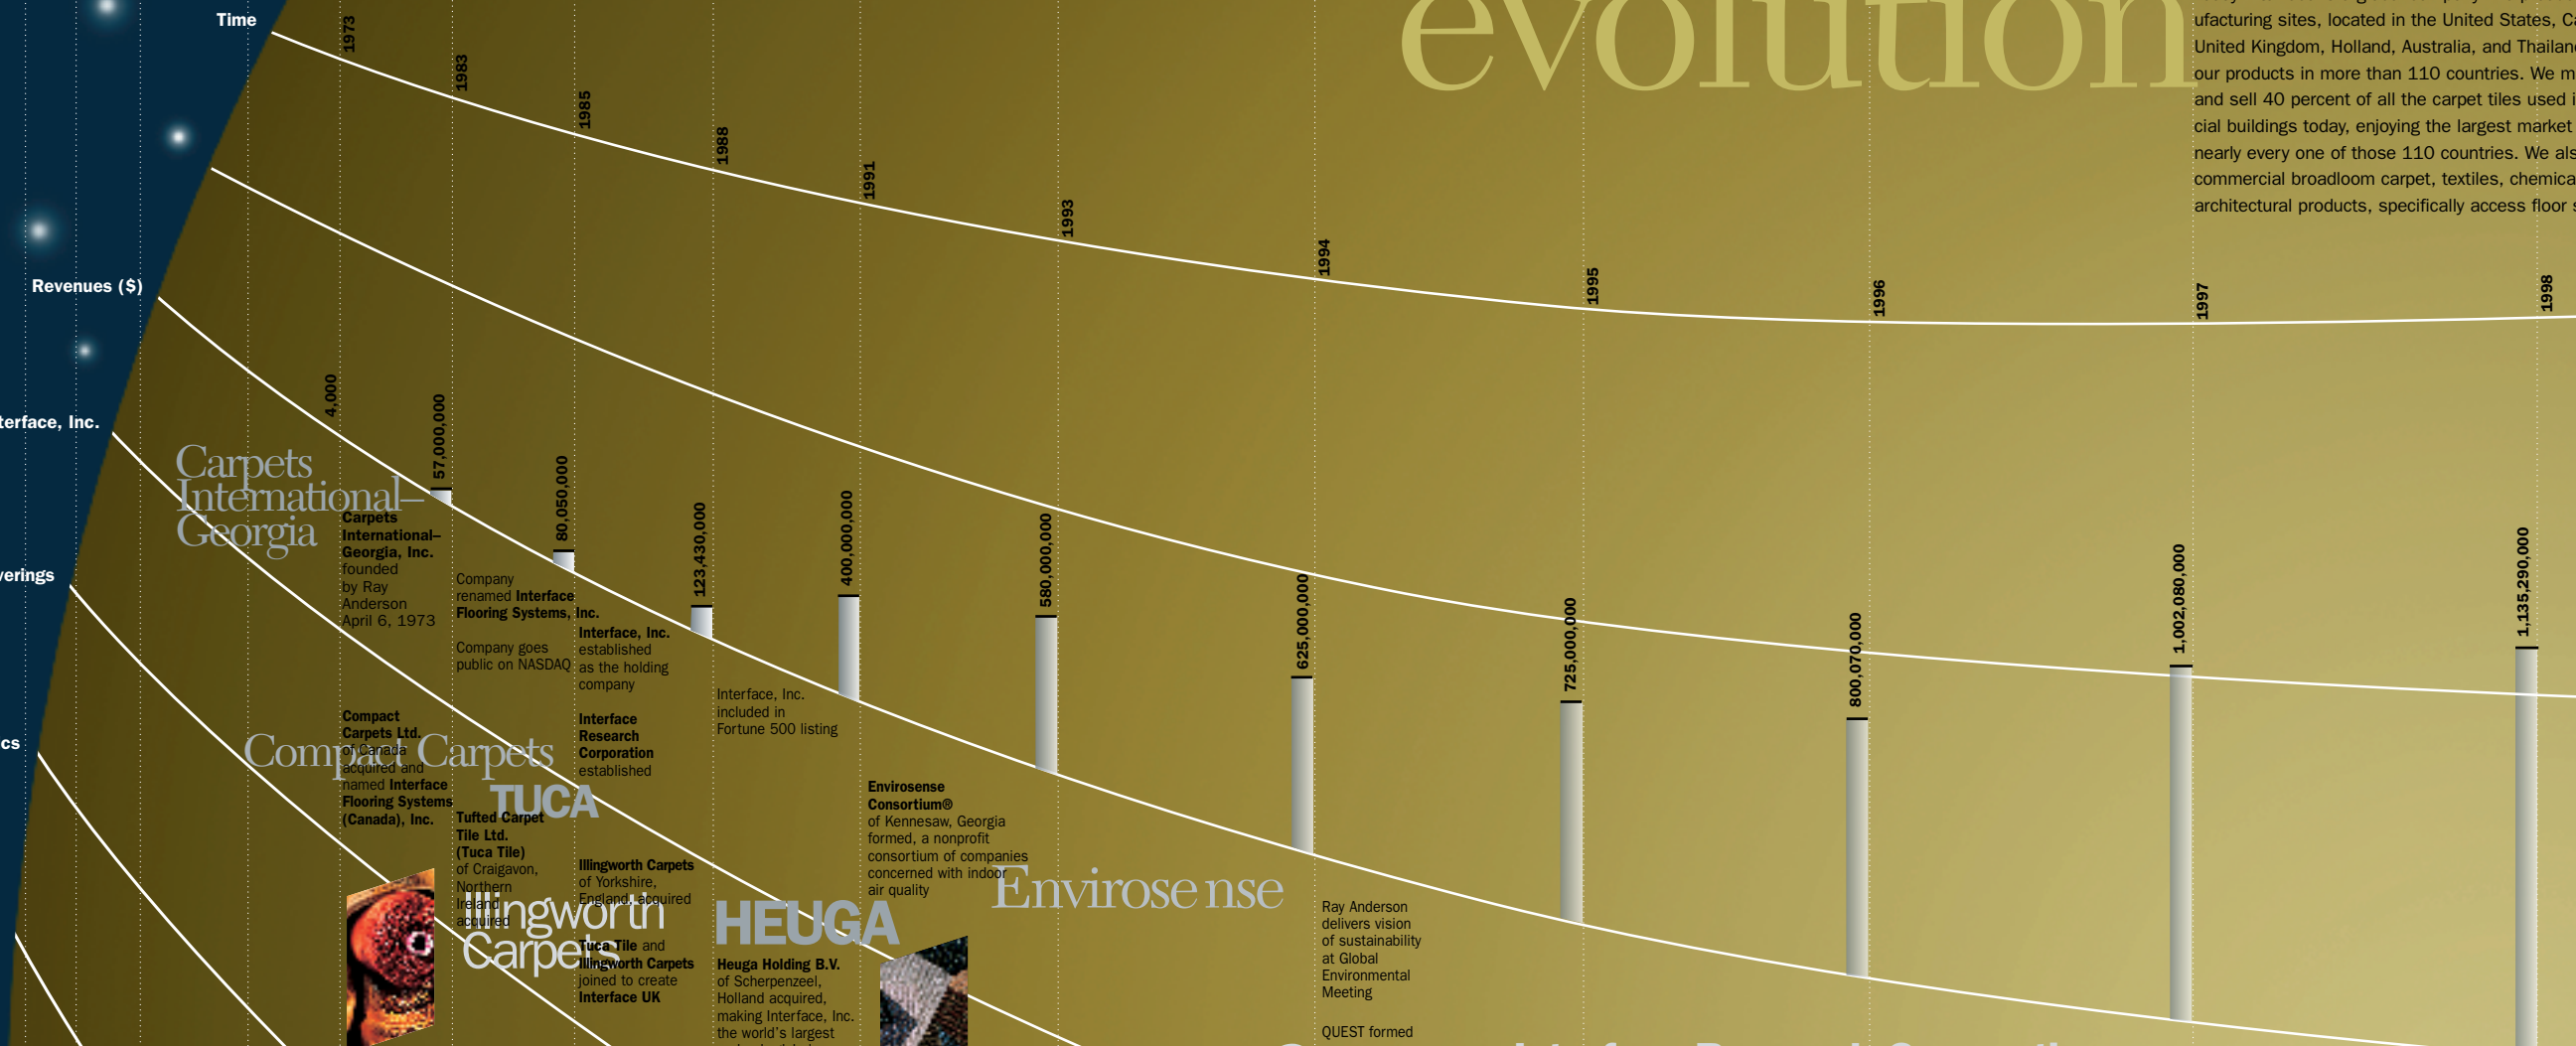 evolution
ufacturing sites, located in the United States,
United Kingdom, Holland, Australia, and
our products in more than 110 countries. We
and sell 40 percent of all the carpet tiles used
cial buildings today, enjoying the largest market
nearly every one of those 110 countries. We
commercial broadloom carpet, textiles,
architectural products, specifically access floor
Time
1973
1983
1985
1988
1991
1993
1994
1995
1996
1997
1998
Revenues ($)
4,000
57,000,000
80,050,000
123,430,000
400,000,000
580,000,000
625,000,000
725,000,000
800,070,000
1,002,080,000
1,135,290,000
terface, Inc.
Carpets
International–
Georgia
Carpets
International–
Georgia, Inc.
founded
by Ray
Anderson
April 6, 1973
Company
renamed Interface
Flooring Systems, Inc.
Company goes
public on NASDAQ
Interface, Inc.
established
as the holding
company
Interface
Research
Corporation
established
Interface, Inc.
included in
Fortune 500 listing
verings
Compact Carpets
Compact
Carpets Ltd.
of Canada
acquired and
named Interface
Flooring Systems
(Canada), Inc.
TUCA
Tufted Carpet
Tile Ltd.
(Tuca Tile)
of Craigavon,
Northern
Ireland
acquired
Illingworth
Carpets
Illingworth Carpets
of Yorkshire,
England, acquired
Tuca Tile and
Illingworth Carpets
joined to create
Interface UK
HEUGA
Heuga Holding B.V.
of Scherpenzeel,
Holland acquired,
making Interface, Inc.
the world's largest
Envirosense
Consortium®
of Kennesaw, Georgia
formed, a nonprofit
consortium of companies
concerned with indoor
air quality
Envirosense
Ray Anderson
delivers vision
of sustainability
at Global
Environmental
Meeting
QUEST formed
cs